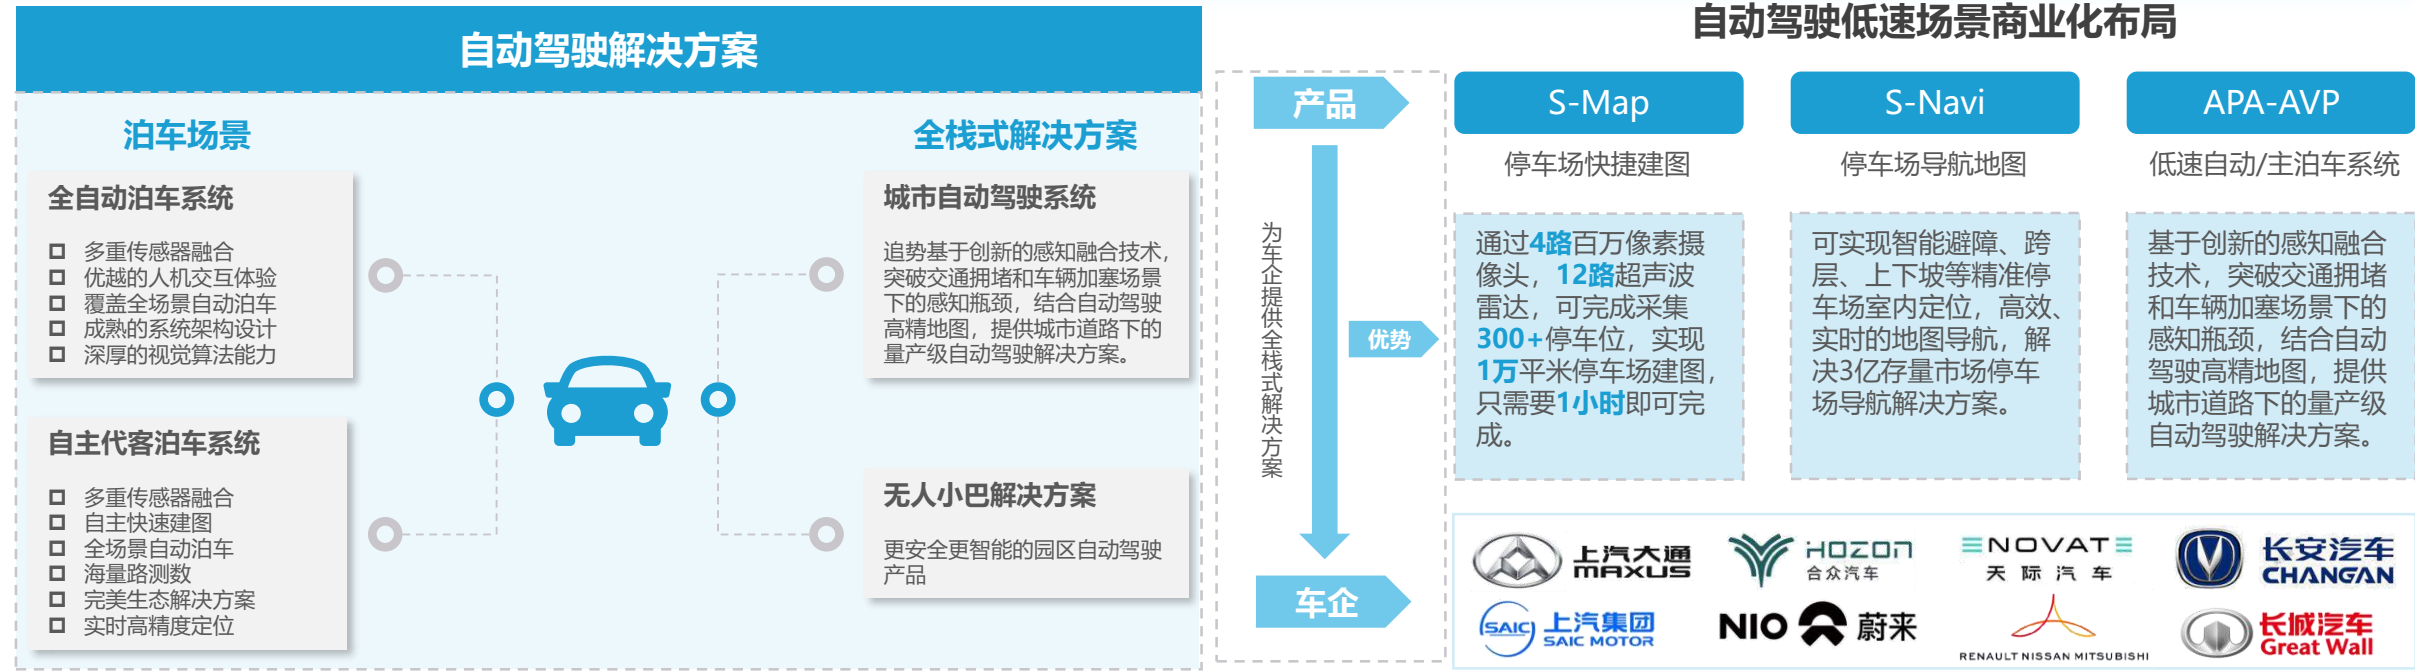 自动驾驶解决方案
泊车场景
全自动泊车系统
多重传感器融合
优越的人机交互体验
覆盖全场景自动泊车
成熟的系统架构设计
深厚的视觉算法能力
自主代客泊车系统
多重传感器融合
自主快速建图
全场景自动泊车
海量路测数
完美生态解决方案
实时高精度定位
全栈式解决方案
城市自动驾驶系统
追势基于创新的感知融合技术，
突破交通拥堵和车辆加塞场景
下的感知瓶颈，结合自动驾驶
高精地图，提供城市道路下的
量产级自动驾驶解决方案。
无人小巴解决方案
更安全更智能的园区自动驾驶
产品
自动驾驶低速场景商业化布局
产品
为车企提供全栈式解决方案
优势
车企
S-Map
停车场快捷建图
通过4路百万像素摄
像头，12路超声波
雷达，可完成采集
300+停车位，实现
1万平米停车场建图，
只需要1小时即可完
成。
S-Navi
停车场导航地图
可实现智能避障、跨
层、上下坡等精准停
车场室内定位，高效、
实时的地图导航，解
决3亿存量市场停车
场导航解决方案。
APA-AVP
低速自动/主泊车系统
基于创新的感知融合
技术，突破交通拥堵
和车辆加塞场景下的
感知瓶颈，结合自动
驾驶高精地图，提供
城市道路下的量产级
自动驾驶解决方案。
上汽大通
MAXUS
HOZON
合众汽车
ENOVATE
天际汽车
长安汽车
CHANGAN
SAIC
上汽集团
SAIC MOTOR
NIO 蔚来
RENAULT NISSAN MITSUBISHI
长城汽车
Great Wall